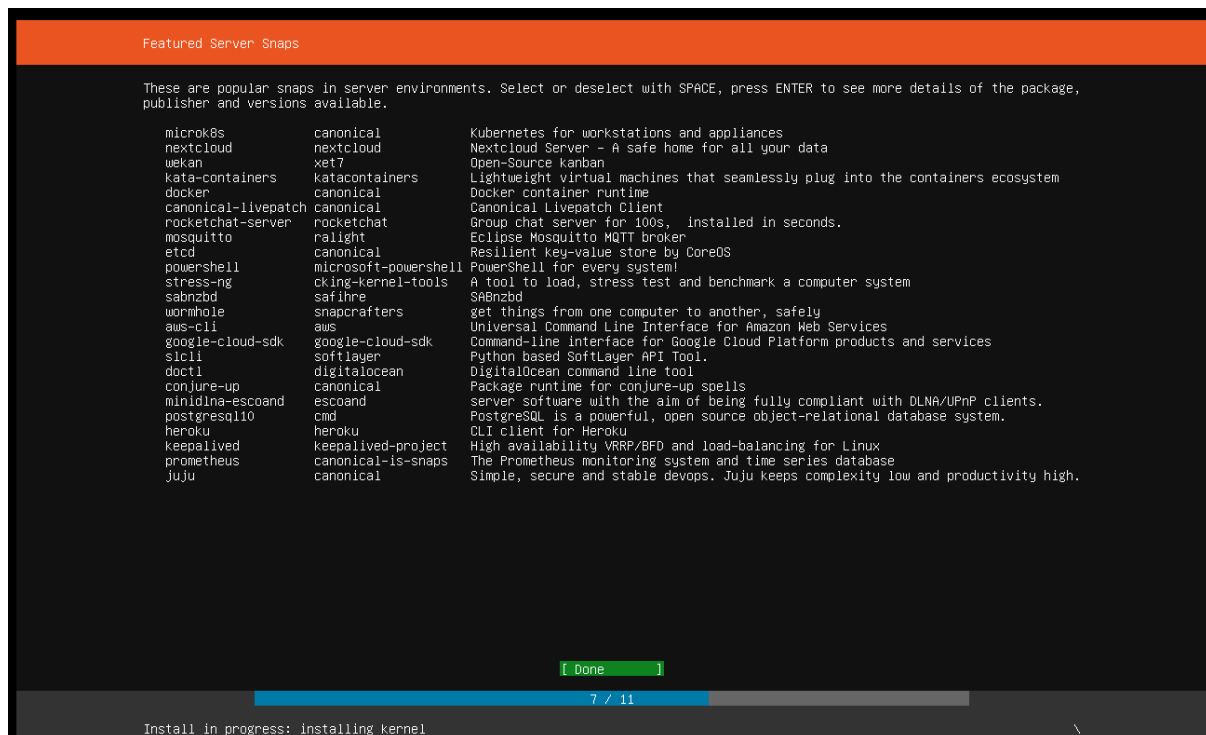 Featured Server Snaps
These are popular snaps in server environments. Select or deselect with SPACE, press ENTER to see more details of the package,
publisher and versions available.
microk8s canonical Kubernetes for workstations and appliances
nextcloud nextcloud Nextcloud Server - A safe home for all your data
wekan xet7 Open-Source kanban
kata-containers katacontainers Lightweight virtual machines that seamlessly plug into the containers ecosystem
docker canonical Docker container runtime
canonical-livepatch canonical Canonical Livepatch Client
rocketchat-server rocketchat Group chat server for 100s, installed in seconds.
mosquitto ralight Eclipse Mosquitto MQTT broker
etcd canonical Resilient key-value store by CoreOS
powershell microsoft-powershell PowerShell for every system!
stress-ng cking-kernel-tools A tool to load, stress test and benchmark a computer system
sabnzbd safihre SABnzbd
wormhole snapcrafters get things from one computer to another, safely
aws-cli aws Universal Command Line Interface for Amazon Web Services
google-cloud-sdk google-cloud-sdk Command-line interface for Google Cloud Platform products and services
slcli softlayer Python based SoftLayer API Tool.
doctl digitalocean DigitalOcean command line tool
conjure-up canonical Package runtime for conjure-up spells
minidlna-escoand escoand server software with the aim of being fully compliant with DLNA/UPnP clients.
postgresql10 cmd PostgreSQL is a powerful, open source object-relational database system.
heroku heroku CLI client for Heroku
keepalived keepalived-project High availability VRRP/BFD and load-balancing for Linux
prometheus canonical-is-snaps The Prometheus monitoring system and time series database
juju canonical Simple, secure and stable devops. Juju keeps complexity low and productivity high.
[ Done ]
7 / 11
Install in progress: installing kernel \